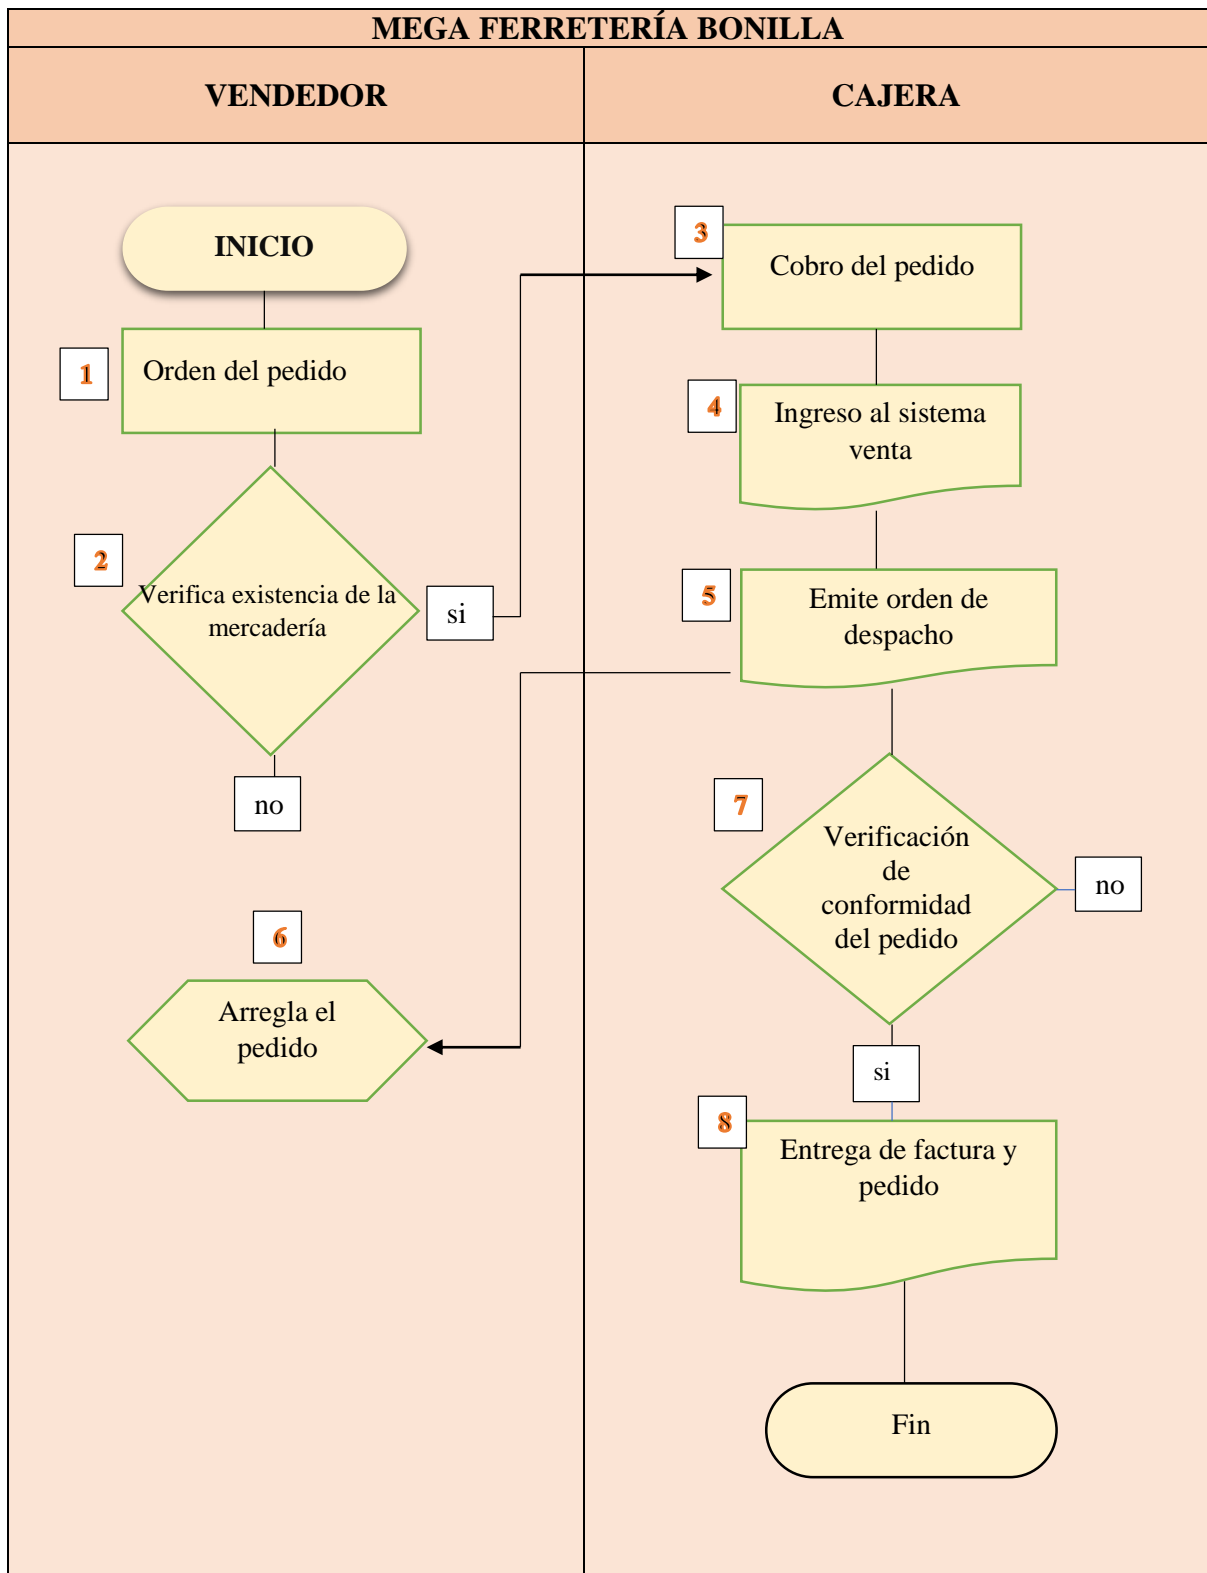 MEGA FERRETERÍA BONILLA
VENDEDOR
CAJERA
INICIO
1
Orden del pedido
2
Verifica existencia de la
mercadería
si
no
3
Cobro del pedido
4
Ingreso al sistema
venta
5
Emite orden de
despacho
6
Arregla el
pedido
7
Verificación
de
conformidad
del pedido
no
si
8
Entrega de factura y
pedido
Fin